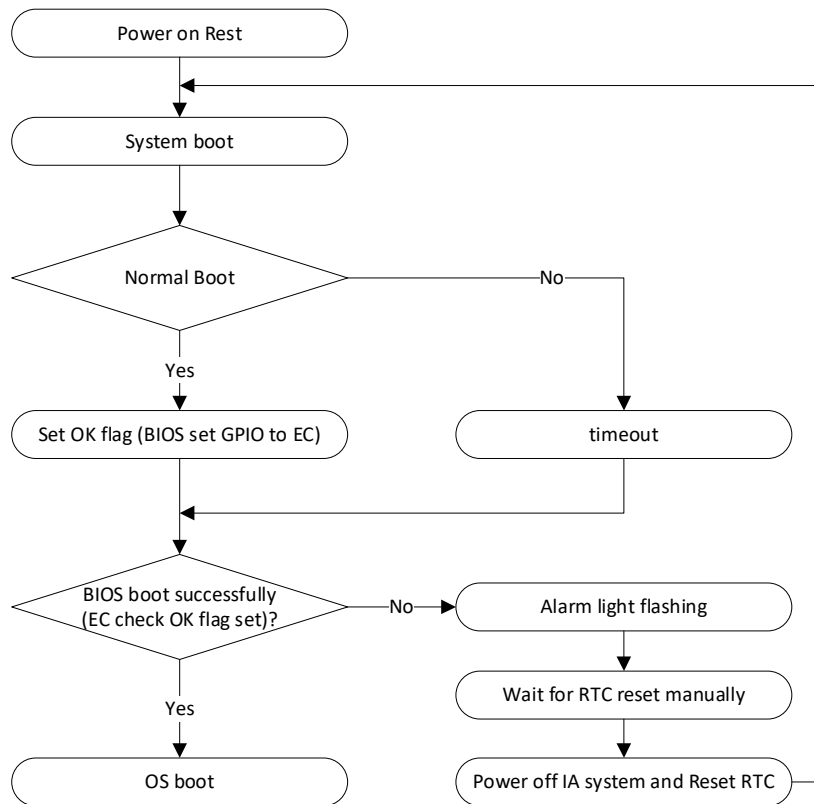 Power on Rest
System boot
Normal Boot
No
Yes
Set OK flag (BIOS set GPIO to EC)
timeout
BIOS boot successfully
(EC check OK flag set)?
No
Alarm light flashing
Wait for RTC reset manually
Yes
OS boot
Power off IA system and Reset RTC